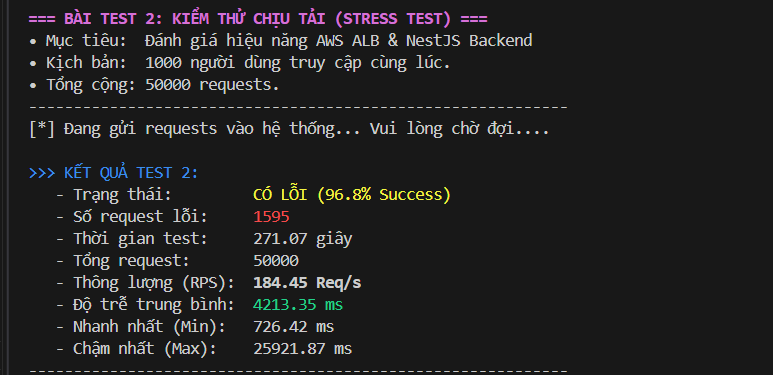 === BÀI TEST 2: KIỂM THỬ CHỊU TẢI (STRESS TEST) ===
• Mục tiêu: Đánh giá hiệu năng AWS ALB & NestJS Backend
• Kịch bản: 1000 người dùng truy cập cùng lúc.
• Tổng cộng: 50000 requests.
------------------------------------------------------------
[*] Đang gửi requests vào hệ thống... Vui lòng chờ đợi....
>>> KẾT QUẢ TEST 2:
- Trạng thái: CÓ LỖI (96.8% Success)
- Số request lỗi: 1595
- Thời gian test: 271.07 giây
- Tổng request: 50000
- Thông lượng (RPS): 184.45 Req/s
- Độ trễ trung bình: 4213.35 ms
- Nhanh nhất (Min): 726.42 ms
- Chậm nhất (Max): 25921.87 ms
------------------------------------------------------------